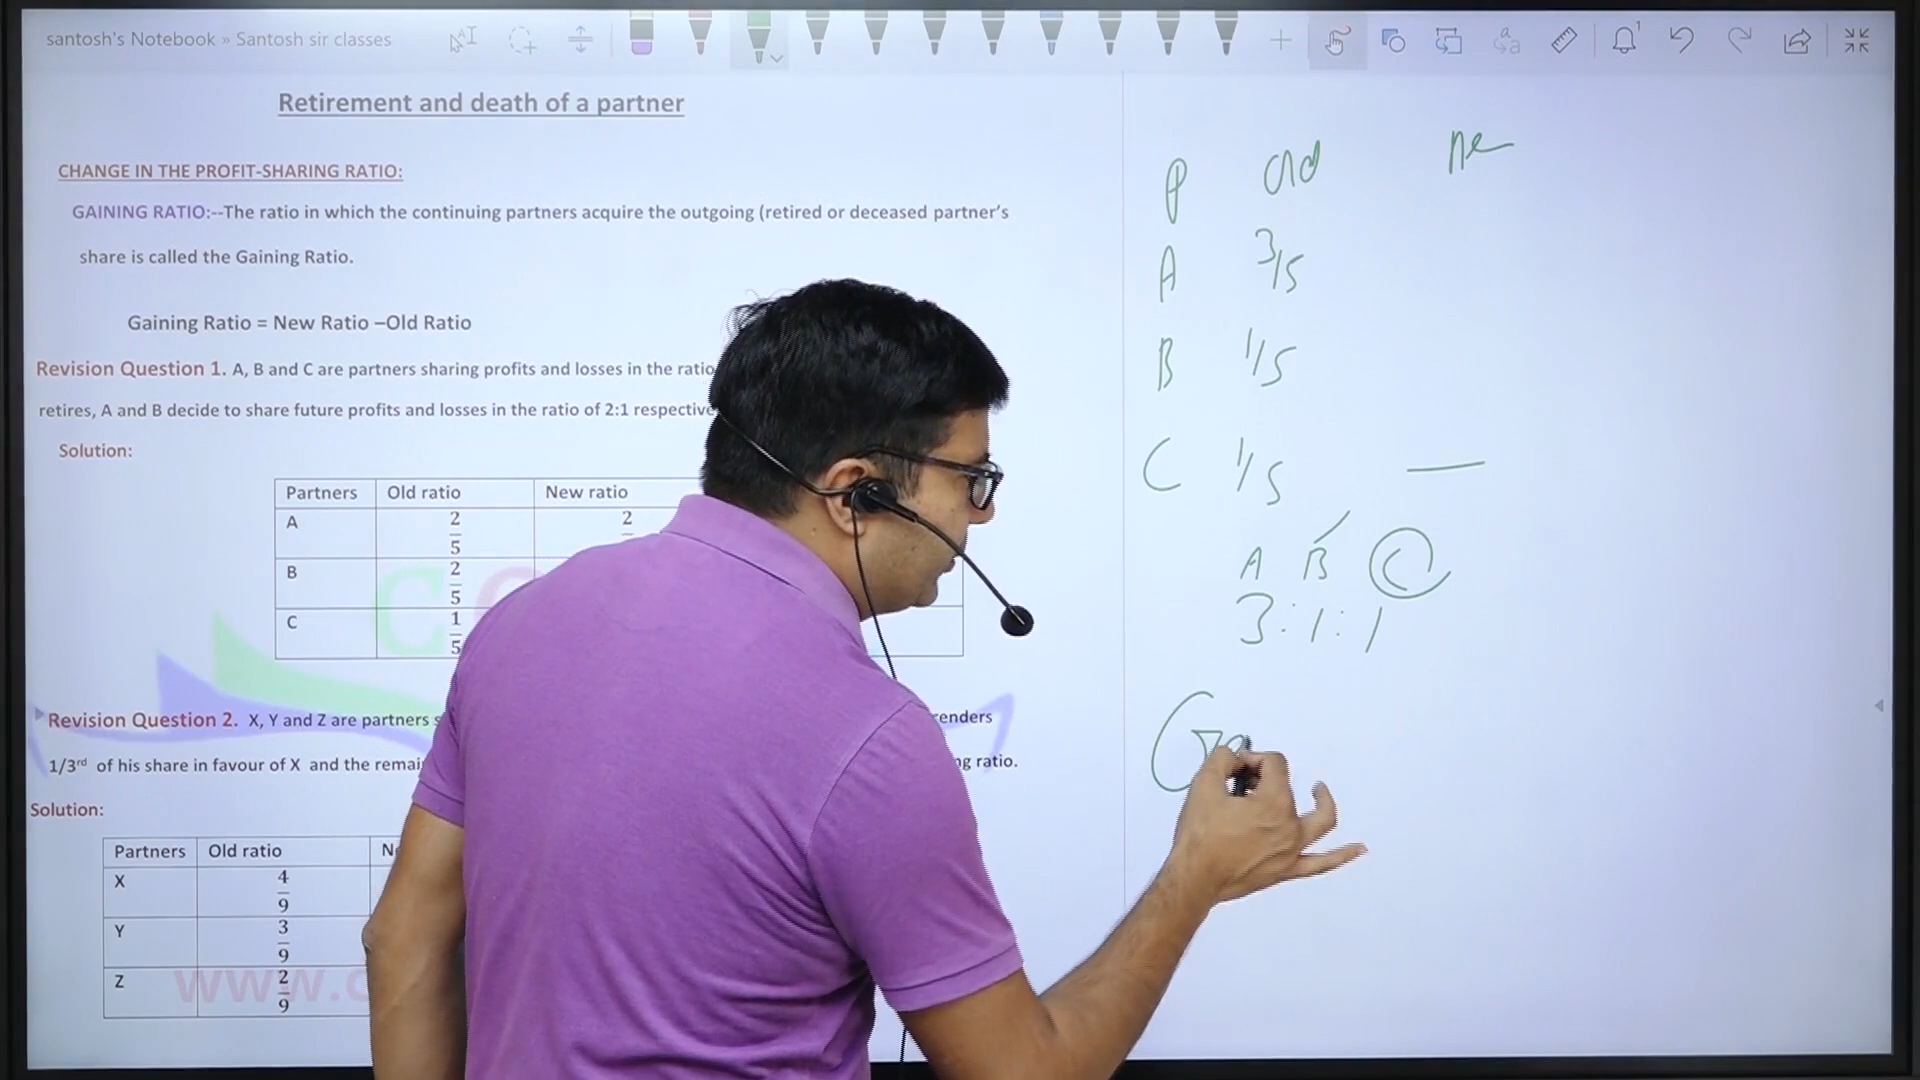 santosh's Notebook » Santosh sir classes
Retirement and death of a partner
CHANGE IN THE PROFIT-SHARING RATIO:
GAINING RATIO:--The ratio in which the continuing partners acquire the outgoing (retired or deceased partner's
share is called the Gaining Ratio.
Gaining Ratio = New Ratio –Old Ratio
Revision Question 1. A, B and C are partners sharing profits and losses in the ratio
retires, A and B decide to share future profits and losses in the ratio of 2:1
Solution:
Partners Old ratio New ratio
A 2/5 2
B 2/5
C 1/5
Revision Question 2. X, Y and Z are partners
1/3rd of his share in favour of X and the ratio.
Solution:
Partners Old ratio
X 4/9
Y 3/9
Z 2/9
www.
P Old ne
A 3/5
B 1/5
C 1/5 —
A B C
3:1:1